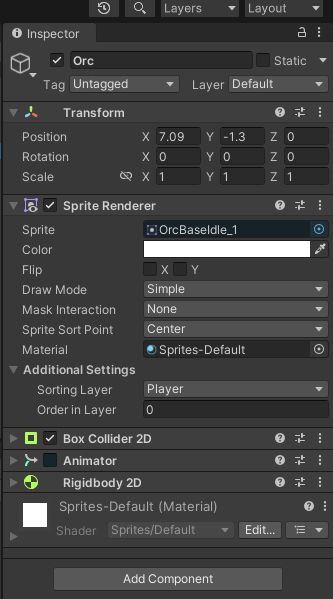 Layers Layout
Inspector
Orc Static
Tag Untagged Layer Default
Transform
Position X 7.09 Y -1.3 Z 0
Rotation X 0 Y 0 Z 0
Scale X 1 Y 1 Z 1
Sprite Renderer
Sprite OrcBaseIdle_1
Color
Flip X Y
Draw Mode Simple
Mask Interaction None
Sprite Sort Point Center
Material Sprites-Default
Additional Settings
Sorting Layer Player
Order in Layer 0
Box Collider 2D
Animator
Rigidbody 2D
Sprites-Default (Material)
Shader Sprites/Default Edit...
Add Component